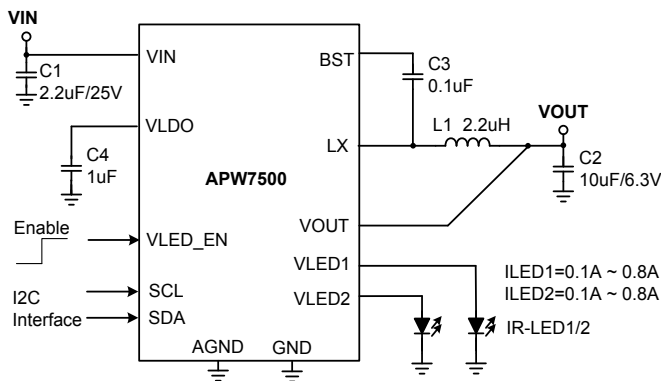 VIN
C1
2.2uF/25V
VIN
BST
C3
0.1uF
VOUT
VLDO
L1 2.2uH
LX
C4
1uF
APW7500
C2
10uF/6.3V
Enable
VOUT
VLED_EN
VLED1
ILED1=0.1A ~ 0.8A
ILED2=0.1A ~ 0.8A
I2C
Interface
SCL
VLED2
SDA
IR-LED1/2
AGND
GND